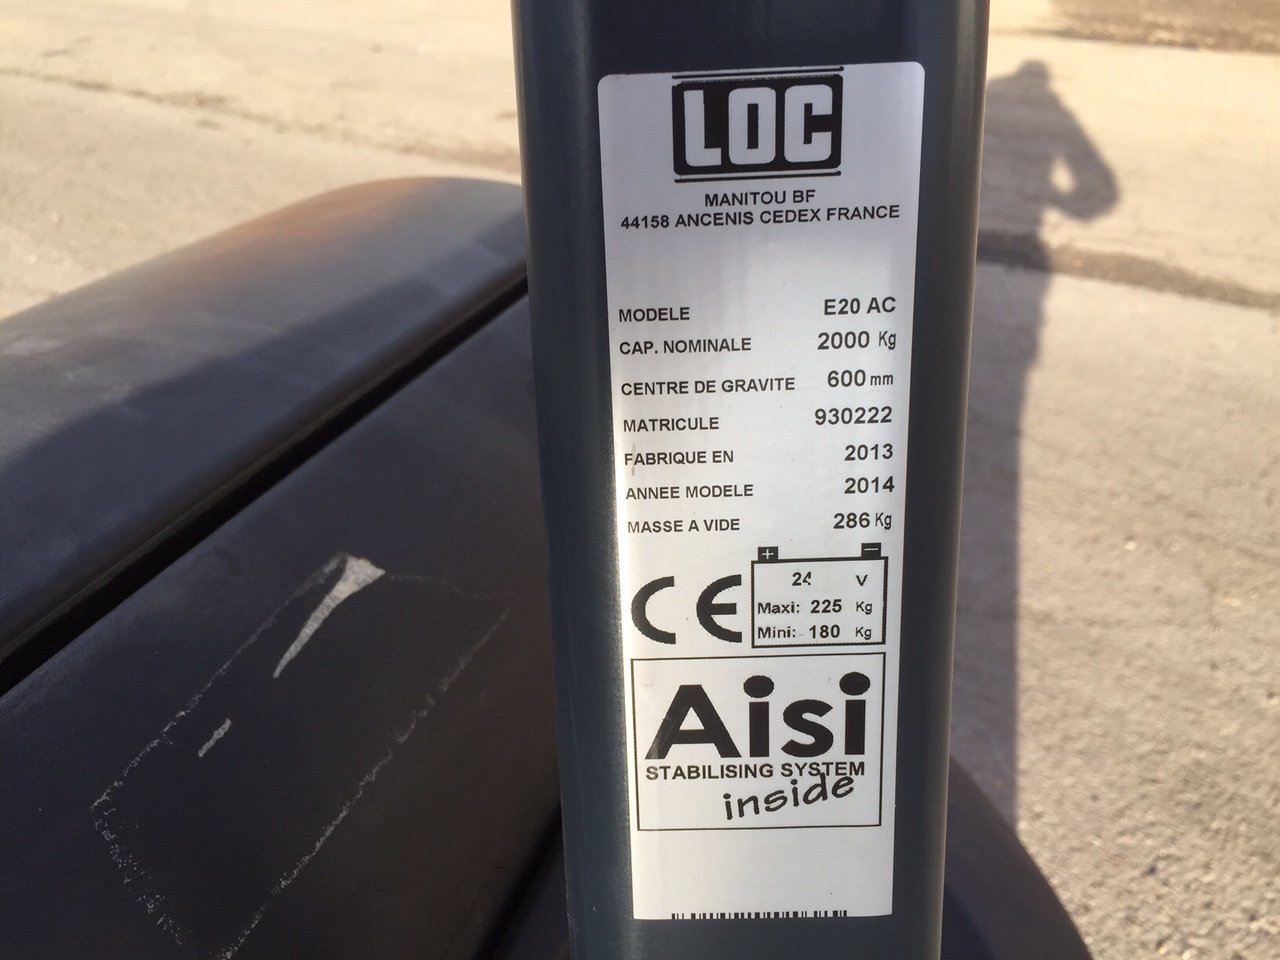 LOC
MANITOU BF
44158 ANCENIS CEDEX FRANCE
MODELE E20 AC
CAP. NOMINALE 2000 Kg
CENTRE DE GRAVITE 600 mm
MATRICULE 930222
FABRIQUE EN 2013
ANNEE MODELE 2014
MASSE A VIDE 286 Kg
+ -
CE
24 V
Maxi: 225 Kg
Mini: 180 Kg
Aisi
STABILISING SYSTEM
inside